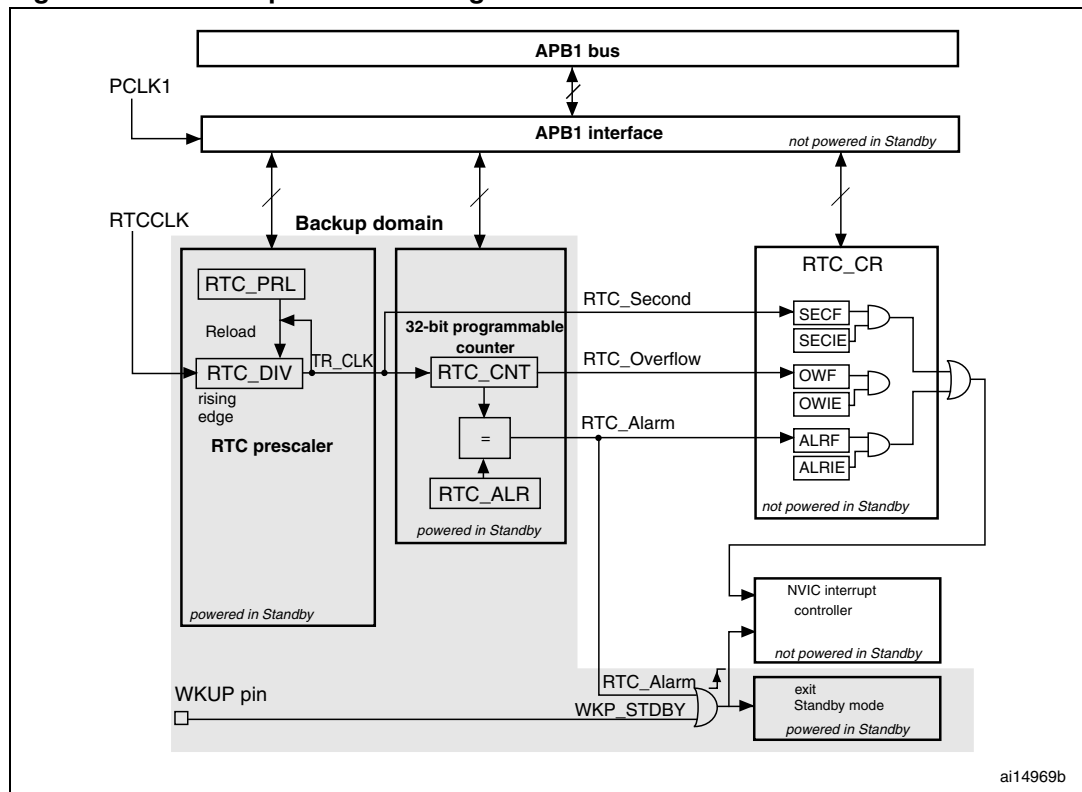 APB1 bus
PCLK1
APB1 interface
not powered in Standby
RTCCLK
Backup domain
RTC_PRL
Reload
RTC_DIV
TR_CLK
rising
edge
RTC prescaler
powered in Standby
32-bit programmable
counter
RTC_CNT
=
RTC_ALR
powered in Standby
RTC_Second
RTC_Overflow
RTC_Alarm
RTC_CR
SECF
SECIE
OWF
OWIE
ALRF
ALRIE
not powered in Standby
NVIC interrupt
controller
not powered in Standby
WKUP pin
RTC_Alarm
WKP_STDBY
exit
Standby mode
powered in Standby
ai14969b